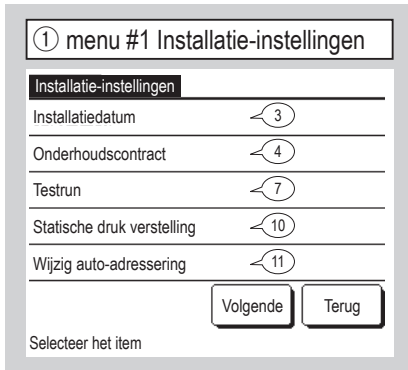 ① menu #1 Installatie-instellingen
Installatie-instellingen
Installatiedatum 3
Onderhoudscontract 4
Testrun 7
Statische druk verstelling 10
Wijzig auto-adressering 11
Volgende Terug
Selecteer het item